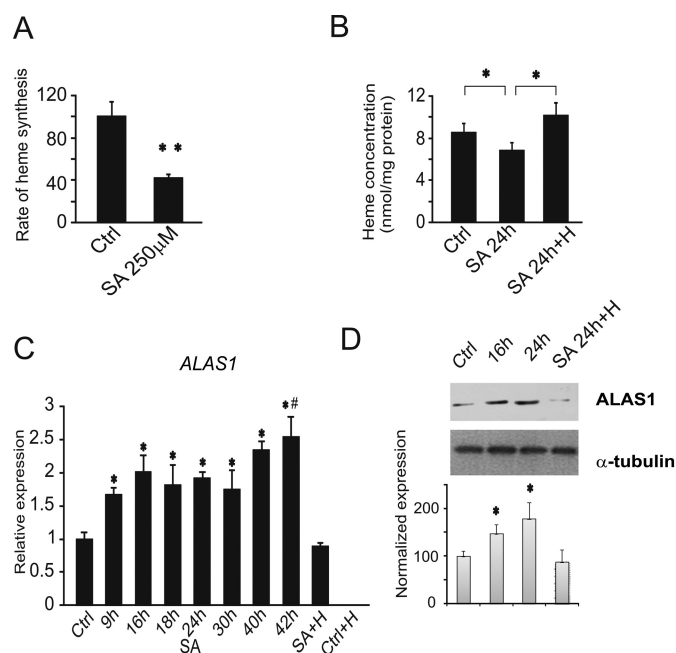 A
Rate of heme synthesis
120
100
80
60
40
0
* *
Ctrl
SA 250µM
B
Heme concentration
(nmol/mg protein)
12
8
4
0
*
*
Ctrl
SA 24h
SA 24h+H
C
ALAS1
Relative expression
3
2.5
2
1.5
1
0.5
0
*
*
*
*
*
*
*#
Ctrl
9h
16h
18h
24h
30h
40h
42h
SA+H
Ctrl+H
SA
D
Ctrl
16h
24h
SA 24h+H
ALAS1
α-tubulin
Normalized expression
200
100
0
*
*